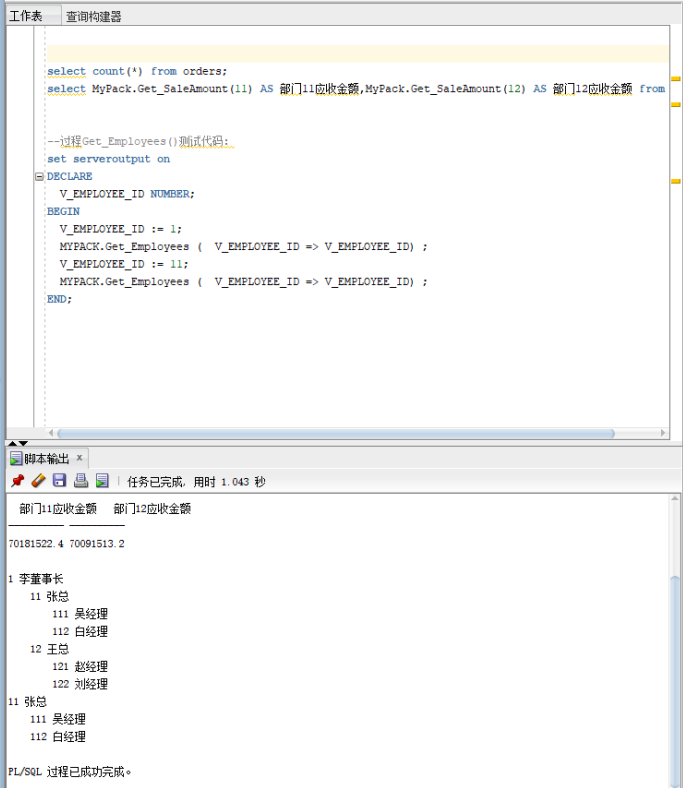 工作表 查询构建器
select count(*) from orders;
select MyPack.Get_SaleAmount(11) AS 部门11应收金额,MyPack.Get_SaleAmount(12) AS 部门12应收金额 from
--过程Get_Employees()测试代码:
set serveroutput on
DECLARE
V_EMPLOYEE_ID NUMBER;
BEGIN
V_EMPLOYEE_ID := 1;
MYPACK.Get_Employees (  V_EMPLOYEE_ID => V_EMPLOYEE_ID) ;
V_EMPLOYEE_ID := 11;
MYPACK.Get_Employees (  V_EMPLOYEE_ID => V_EMPLOYEE_ID) ;
END;
脚本输出 ×
任务已完成, 用时 1.043 秒
部门11应收金额 部门12应收金额
70181522.4 70091513.2
1 李董事长
11 张总
111 吴经理
112 白经理
12 王总
121 赵经理
122 刘经理
11 张总
111 吴经理
112 白经理
PL/SQL 过程已成功完成。